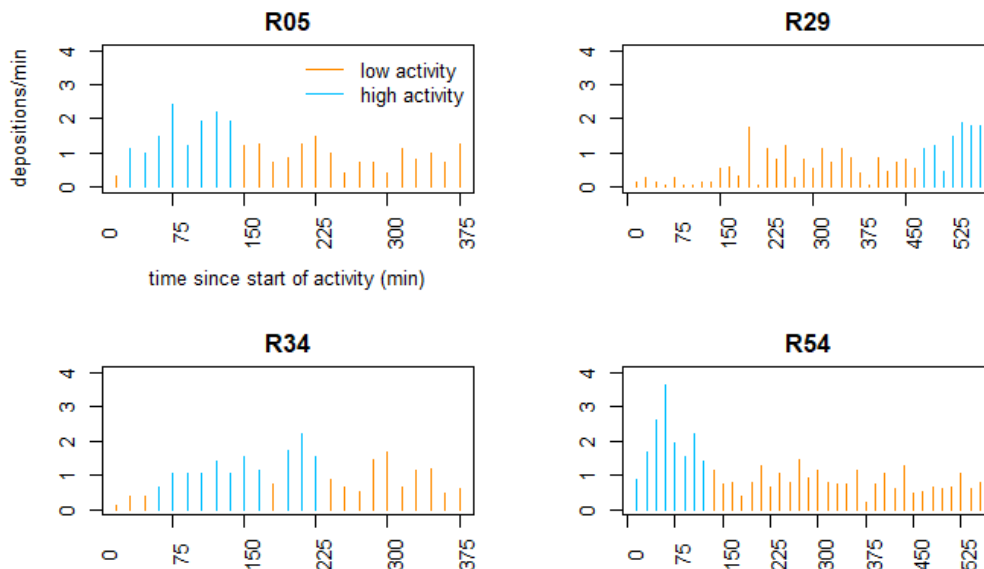 R05
depositions/min
4
3
2
1
0
low activity
high activity
0 75 150 225 300 375
time since start of activity (min)
R29
4
3
2
1
0
0 75 150 225 300 375 450 525
R34
4
3
2
1
0
0 75 150 225 300 375
R54
4
3
2
1
0
0 75 150 225 300 375 450 525